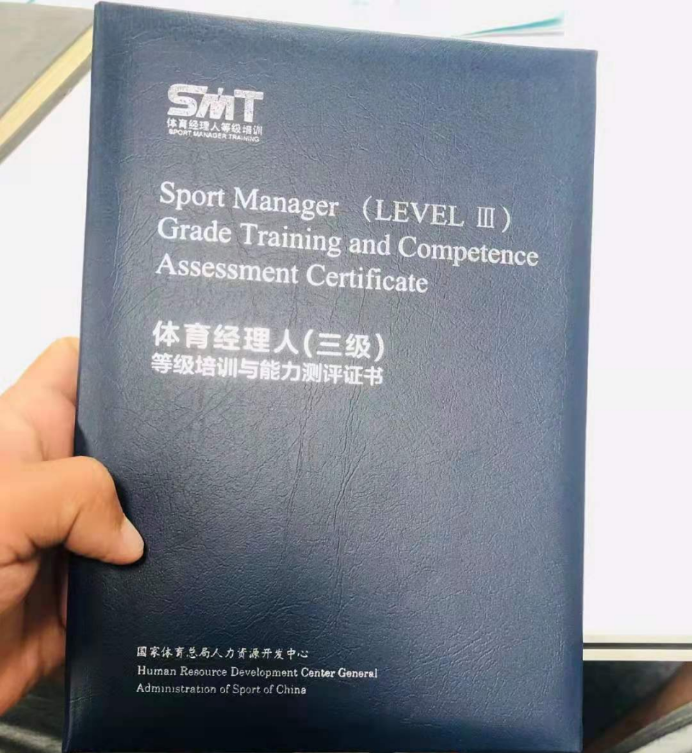 SMT
体育经理人等级培训
SPORT MANAGER TRAINING
Sport Manager （LEVEL Ⅲ）
Grade Training and Competence
Assessment Certificate
体育经理人(三级)
等级培训与能力测评证书
国家体育总局人力资源开发中心
Human Resource Development Center General
Administration of Sport of China